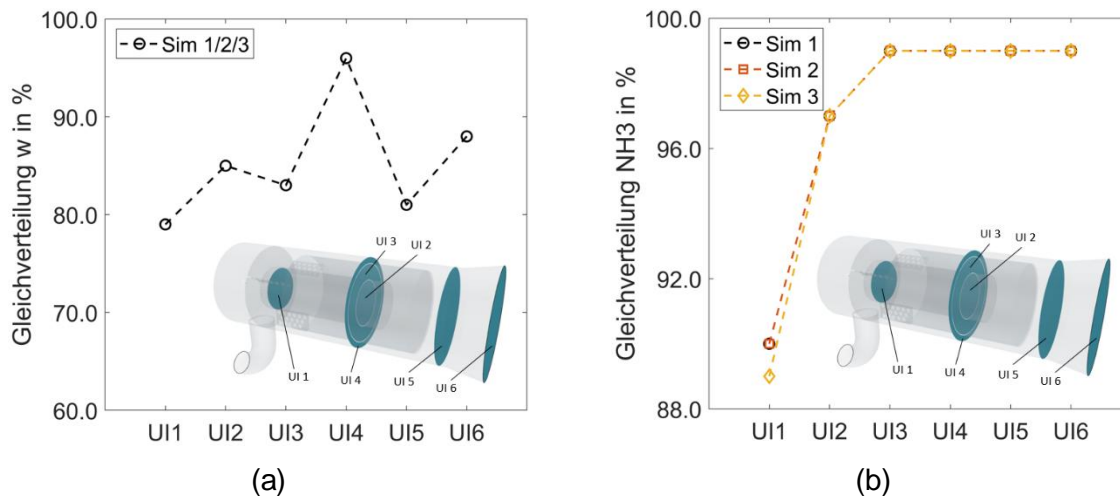 Gleichverteilung w in %
100.0
90.0
80.0
70.0
60.0
Sim 1/2/3
UI 3
UI 2
UI 1
UI 4
UI 5
UI 6
UI1 UI2 UI3 UI4 UI5 UI6
(a)
Gleichverteilung NH3 in %
100.0
96.0
92.0
88.0
Sim 1
Sim 2
Sim 3
UI 3
UI 2
UI 1
UI 4
UI 5
UI 6
UI1 UI2 UI3 UI4 UI5 UI6
(b)